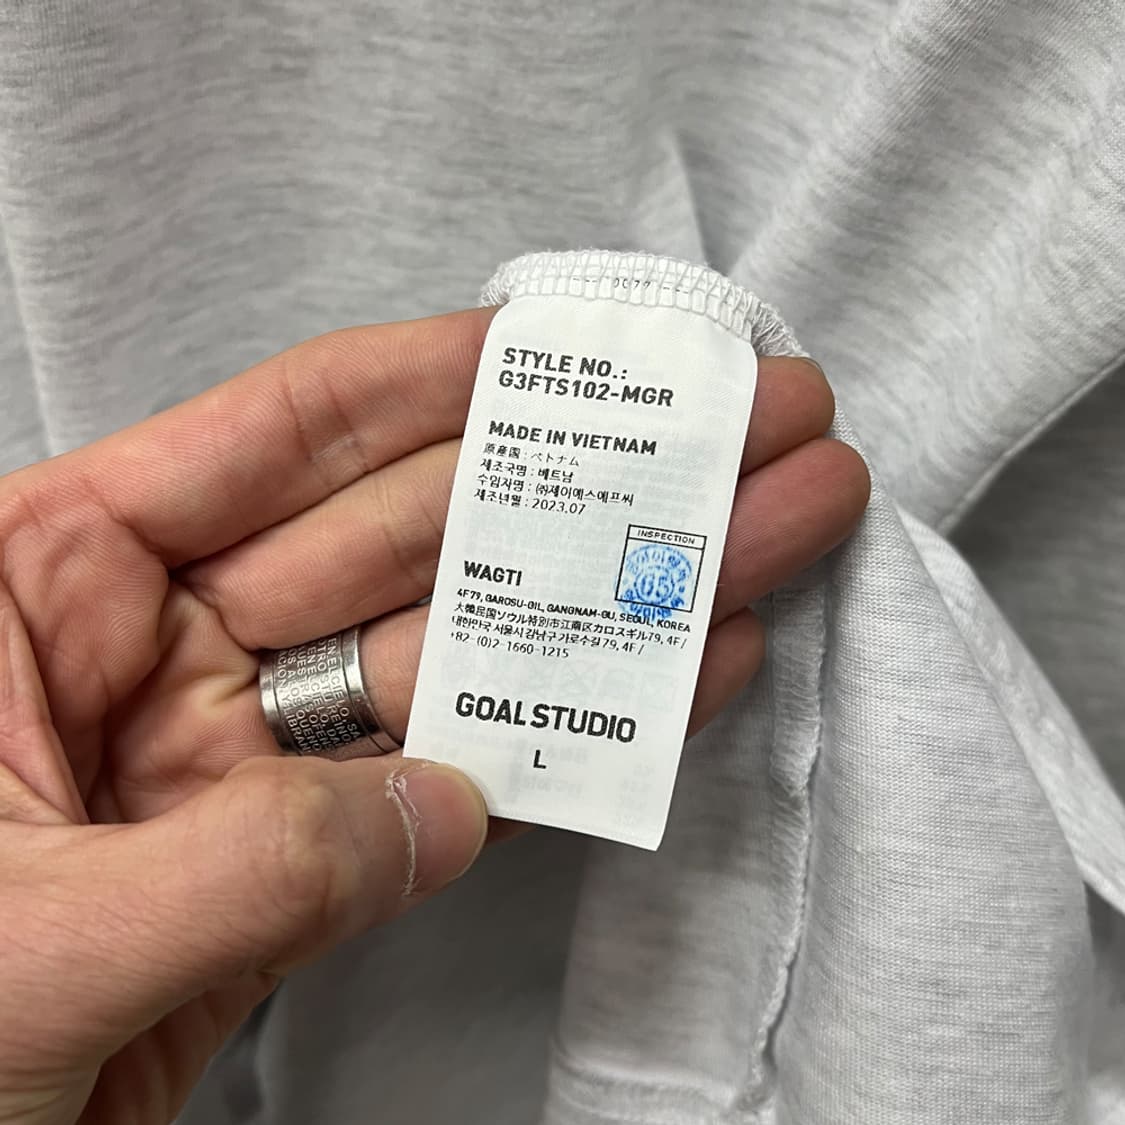 0072
STYLE NO.:
G3FTS102-MGR
MADE IN VIETNAM
原産国 : ベトナム
제조국명 : 베트남
수입자명 : ㈜제이에스에프씨
제조년월 : 2023.07
INSPECTION
65
WAGTI
4F 79, GAROSU-GIL, GANGNAM-GU, SEOUL, KOREA
大韓民国ソウル特別市江南区カロスギル79, 4F /
대한민국 서울시 강남구 가로수길 79, 4F /
+82-(0)2-1660-1215
GOALSTUDIO
L